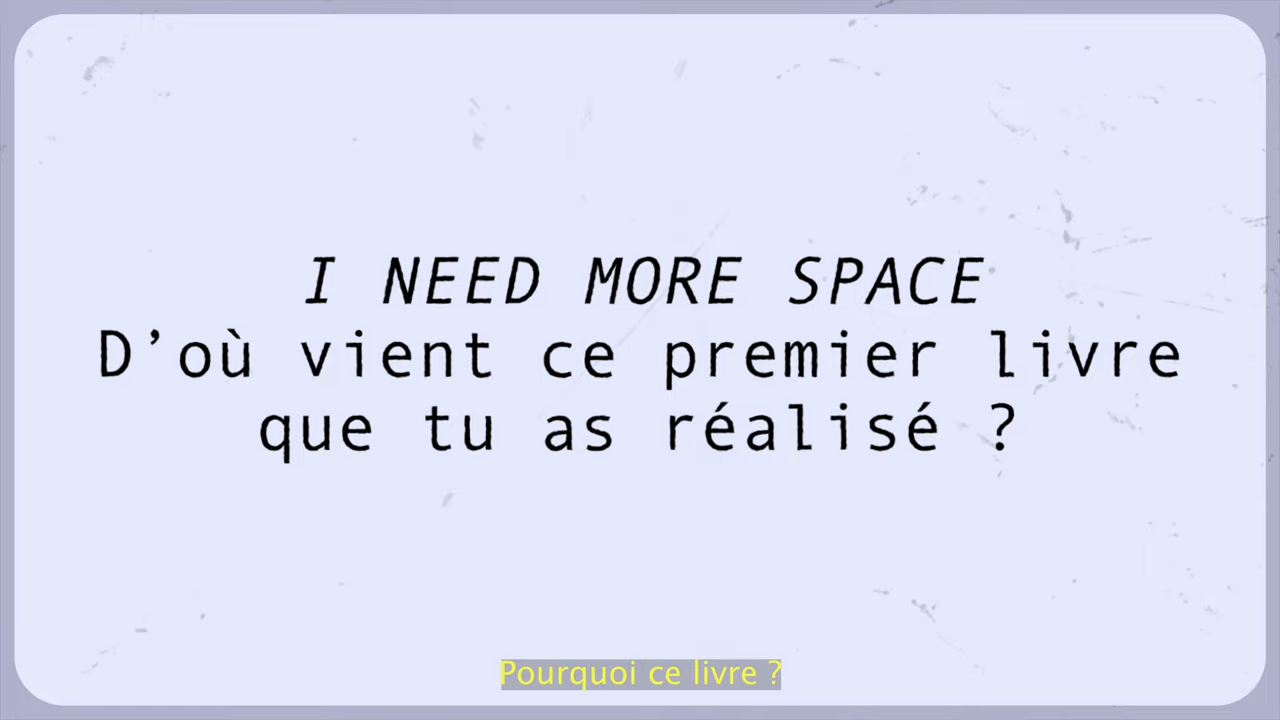 I NEED MORE SPACE
D’où vient ce premier livre
que tu as réalisé ?
Pourquoi ce livre ?